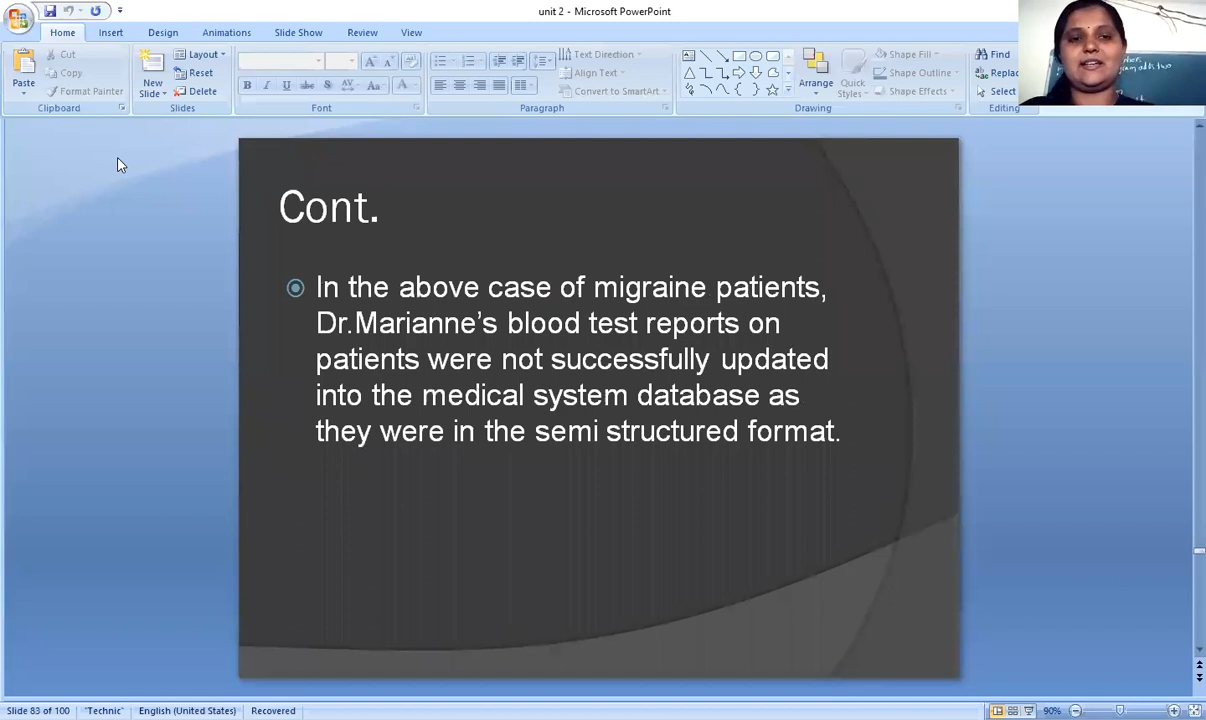 unit 2 - Microsoft PowerPoint
Home Insert Design Animations Slide Show Review View
Paste
Cut
Copy
Format Painter
Clipboard
New Slide
Layout
Reset
Delete
Slides
B I U abc S AV Aa A
Font
Text Direction
Align Text
Convert to SmartArt
Paragraph
Arrange
Quick Styles
Shape Fill
Shape Outline
Shape Effects
Drawing
Find
Replac
Select
Editing
Cont.
In the above case of migraine patients,
Dr.Marianne’s blood test reports on
patients were not successfully updated
into the medical system database as
they were in the semi structured format.
Slide 83 of 100 "Technic" English (United States) Recovered 90%